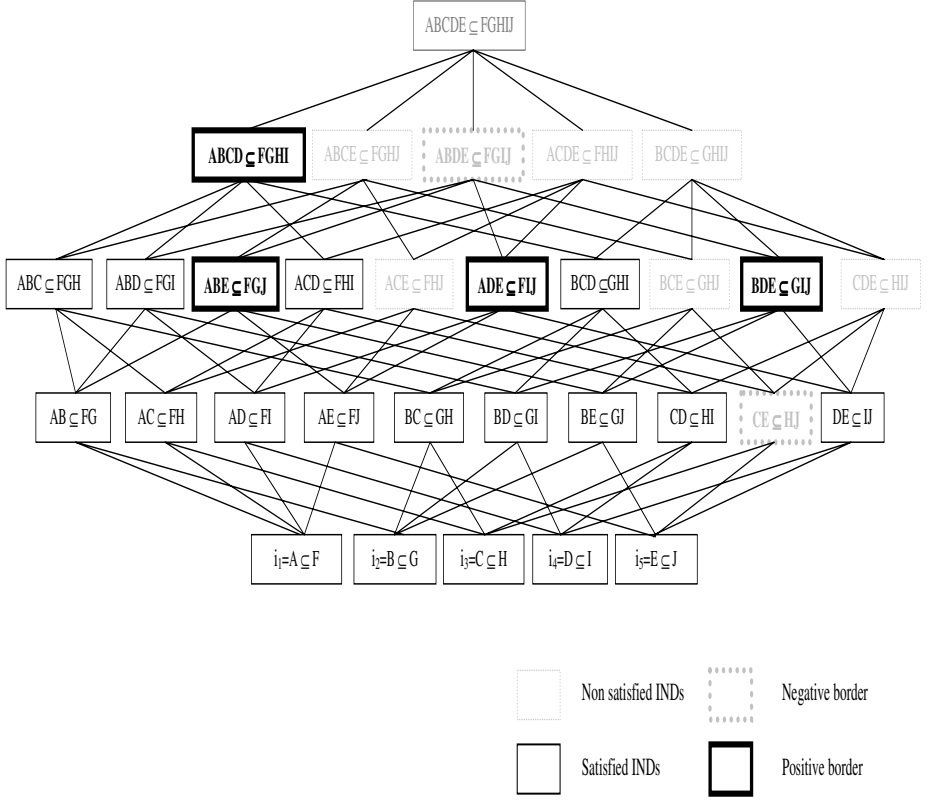 ABCDE ⊆ FGHIJ
ABCD ⊆ FGHI
ABCE ⊆ FGHJ
ABDE ⊆ FGIJ
ACDE ⊆ FHIJ
BCDE ⊆ GHIJ
ABC ⊆ FGH
ABD ⊆ FGI
ABE ⊆ FGJ
ACD ⊆ FHI
ACE ⊆ FHJ
ADE ⊆ FIJ
BCD ⊆ GHI
BCE ⊆ GHJ
BDE ⊆ GIJ
CDE ⊆ HIJ
AB ⊆ FG
AC ⊆ FH
AD ⊆ FI
AE ⊆ FJ
BC ⊆ GH
BD ⊆ GI
BE ⊆ GJ
CD ⊆ HI
CE ⊆ HJ
DE ⊆ IJ
i₁=A ⊆ F
i₂=B ⊆ G
i₃=C ⊆ H
i₄=D ⊆ I
i₅=E ⊆ J
Non satisfied INDs
Negative border
Satisfied INDs
Positive border